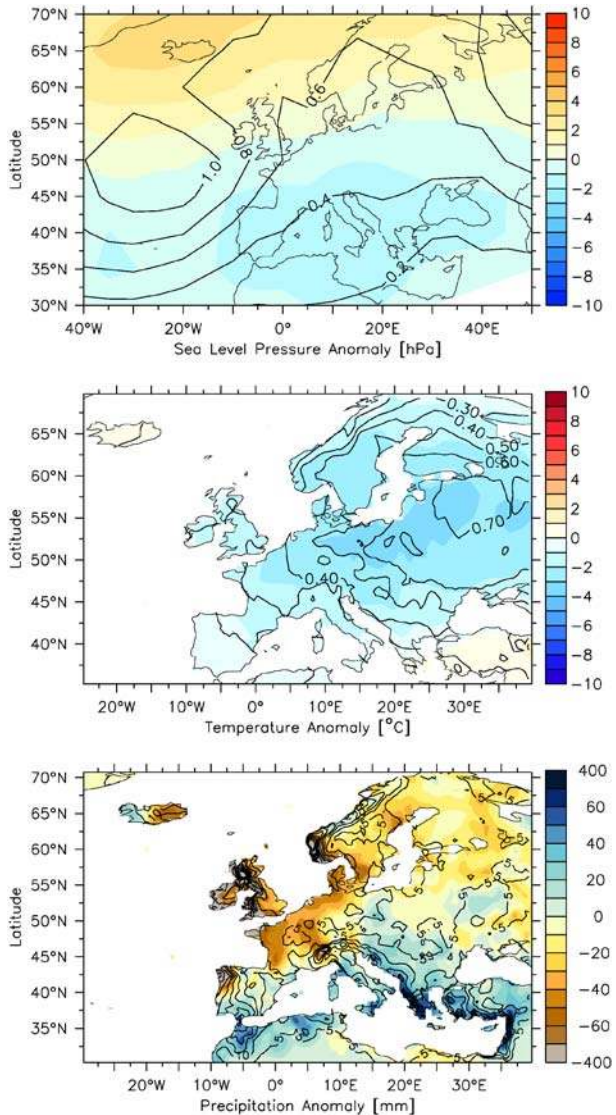 70°N
65°N
60°N
55°N
50°N
45°N
40°N
35°N
30°N
Latitude
0.6
0.8
1.0
0.4
0.2
10
8
6
4
2
0
−2
−4
−6
−8
−10
40°W
20°W
0°
20°E
40°E
Sea Level Pressure Anomaly [hPa]
65°N
60°N
55°N
50°N
45°N
40°N
Latitude
0.30
0.40
0.50
0.70
0.40
10
8
6
4
2
0
−2
−4
−6
−8
−10
20°W
10°W
0°
10°E
20°E
30°E
Temperature Anomaly [°C]
70°N
65°N
60°N
55°N
50°N
45°N
40°N
35°N
Latitude
400
80
60
40
20
0
−20
−40
−60
−400
20°W
10°W
0°
10°E
20°E
30°E
Precipitation Anomaly [mm]